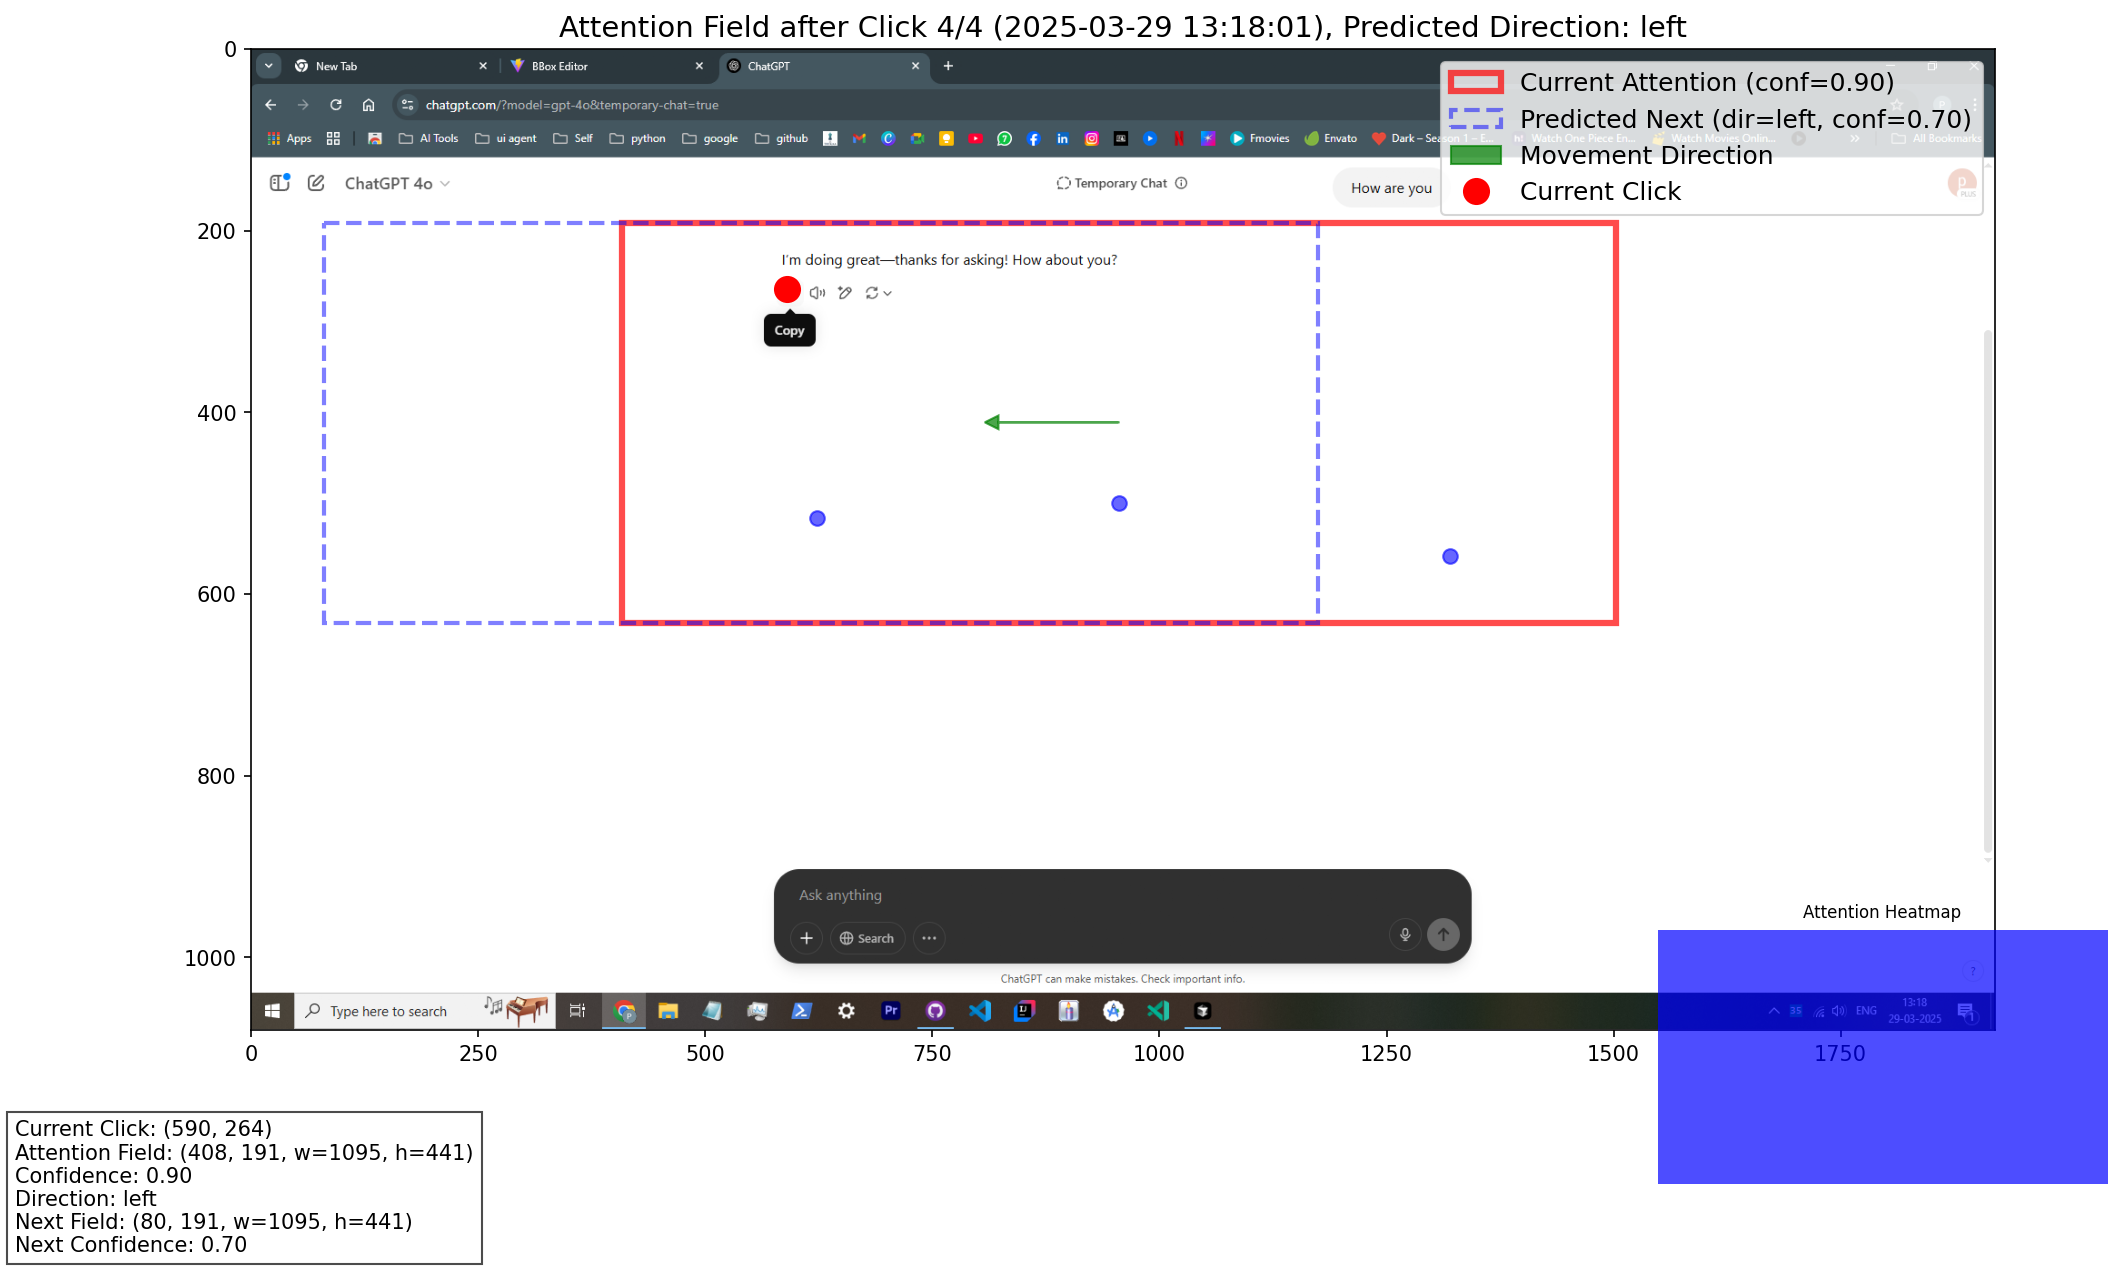 Attention Field after Click 4/4 (2025-03-29 13:18:01), Predicted Direction: left
New Tab
BBox Editor
ChatGPT
chatgpt.com/?model=gpt-4o&temporary-chat=true
Apps
AI Tools
ui agent
Self
python
google
github
Fmovies
Envato
Dark – Season 1 – E...
Watch One Piece En...
Watch Movies Onlin...
All Bookmarks
Current Attention (conf=0.90)
Predicted Next (dir=left, conf=0.70)
Movement Direction
Current Click
ChatGPT 4o
Temporary Chat
How are you
PLUS
I'm doing great—thanks for asking! How about you?
Copy
Ask anything
Search
ChatGPT can make mistakes. Check important info.
Attention Heatmap
Type here to search
Pr
ENG
13:18
29-03-2025
0
200
400
600
800
1000
0
250
500
750
1000
1250
1500
1750
Current Click: (590, 264)
Attention Field: (408, 191, w=1095, h=441)
Confidence: 0.90
Direction: left
Next Field: (80, 191, w=1095, h=441)
Next Confidence: 0.70